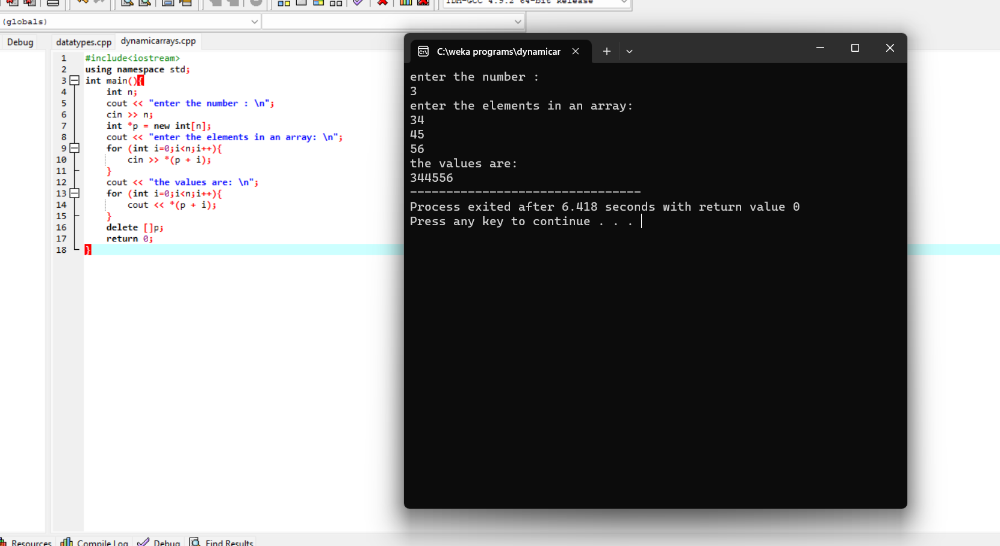 TDM-GCC 4.9.2 64-bit Release
(globals)
Debug
datatypes.cpp
dynamicarrays.cpp
1 #include<iostream>
2 using namespace std;
3 int main(){
4 int n;
5 cout << "enter the number : \n";
6 cin >> n;
7 int *p = new int[n];
8 cout << "enter the elements in an array: \n";
9 for (int i=0;i<n;i++){
10 cin >> *(p + i);
11 }
12 cout << "the values are: \n";
13 for (int i=0;i<n;i++){
14 cout << *(p + i);
15 }
16 delete []p;
17 return 0;
18 }
C:\weka programs\dynamicar
enter the number :
3
enter the elements in an array:
34
45
56
the values are:
344556
--------------------------------
Process exited after 6.418 seconds with return value 0
Press any key to continue . . .
Resources
Compile Log
Debug
Find Results